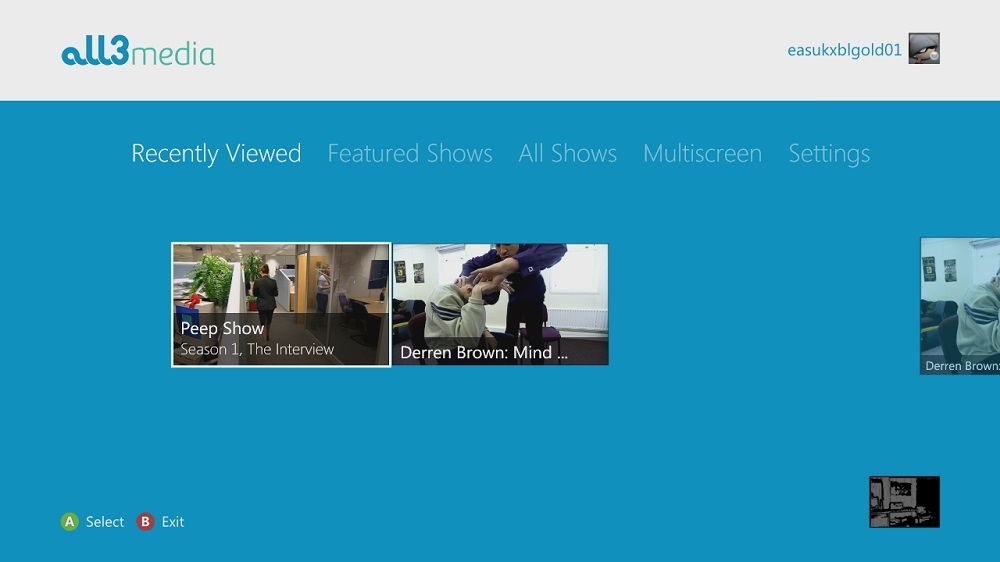 all3media
easukxblgold01
Recently Viewed Featured Shows All Shows Multiscreen Settings
Peep Show
Season 1, The Interview
Derren Brown: Mind ...
Derren Brown:
A Select B Exit